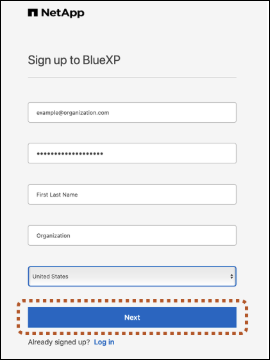 NetApp
Sign up to BlueXP
example@organization.com
•••••••••••••••••••
First Last Name
Organization
United States
Next
Already signed up? Log in